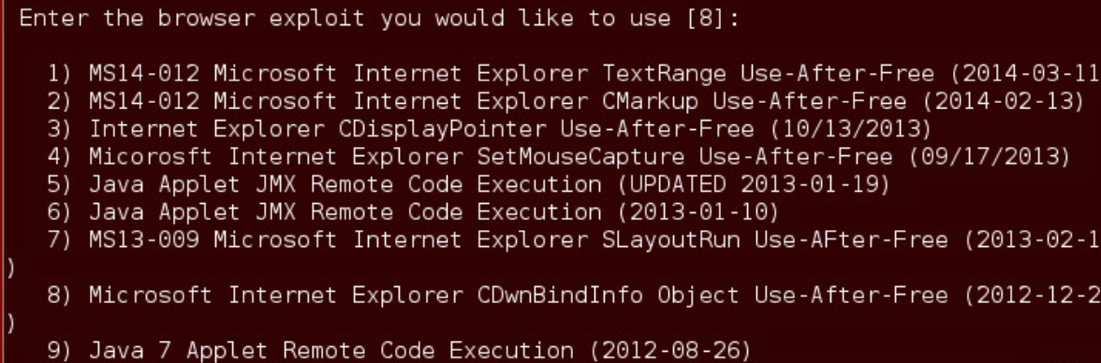 Enter the browser exploit you would like to use [8]:
1) MS14-012 Microsoft Internet Explorer TextRange Use-After-Free (2014-03-11
2) MS14-012 Microsoft Internet Explorer CMarkup Use-After-Free (2014-02-13)
3) Internet Explorer CDisplayPointer Use-After-Free (10/13/2013)
4) Micorosft Internet Explorer SetMouseCapture Use-After-Free (09/17/2013)
5) Java Applet JMX Remote Code Execution (UPDATED 2013-01-19)
6) Java Applet JMX Remote Code Execution (2013-01-10)
7) MS13-009 Microsoft Internet Explorer SLayoutRun Use-AFter-Free (2013-02-1
)
8) Microsoft Internet Explorer CDwnBindInfo Object Use-After-Free (2012-12-2
)
9) Java 7 Applet Remote Code Execution (2012-08-26)